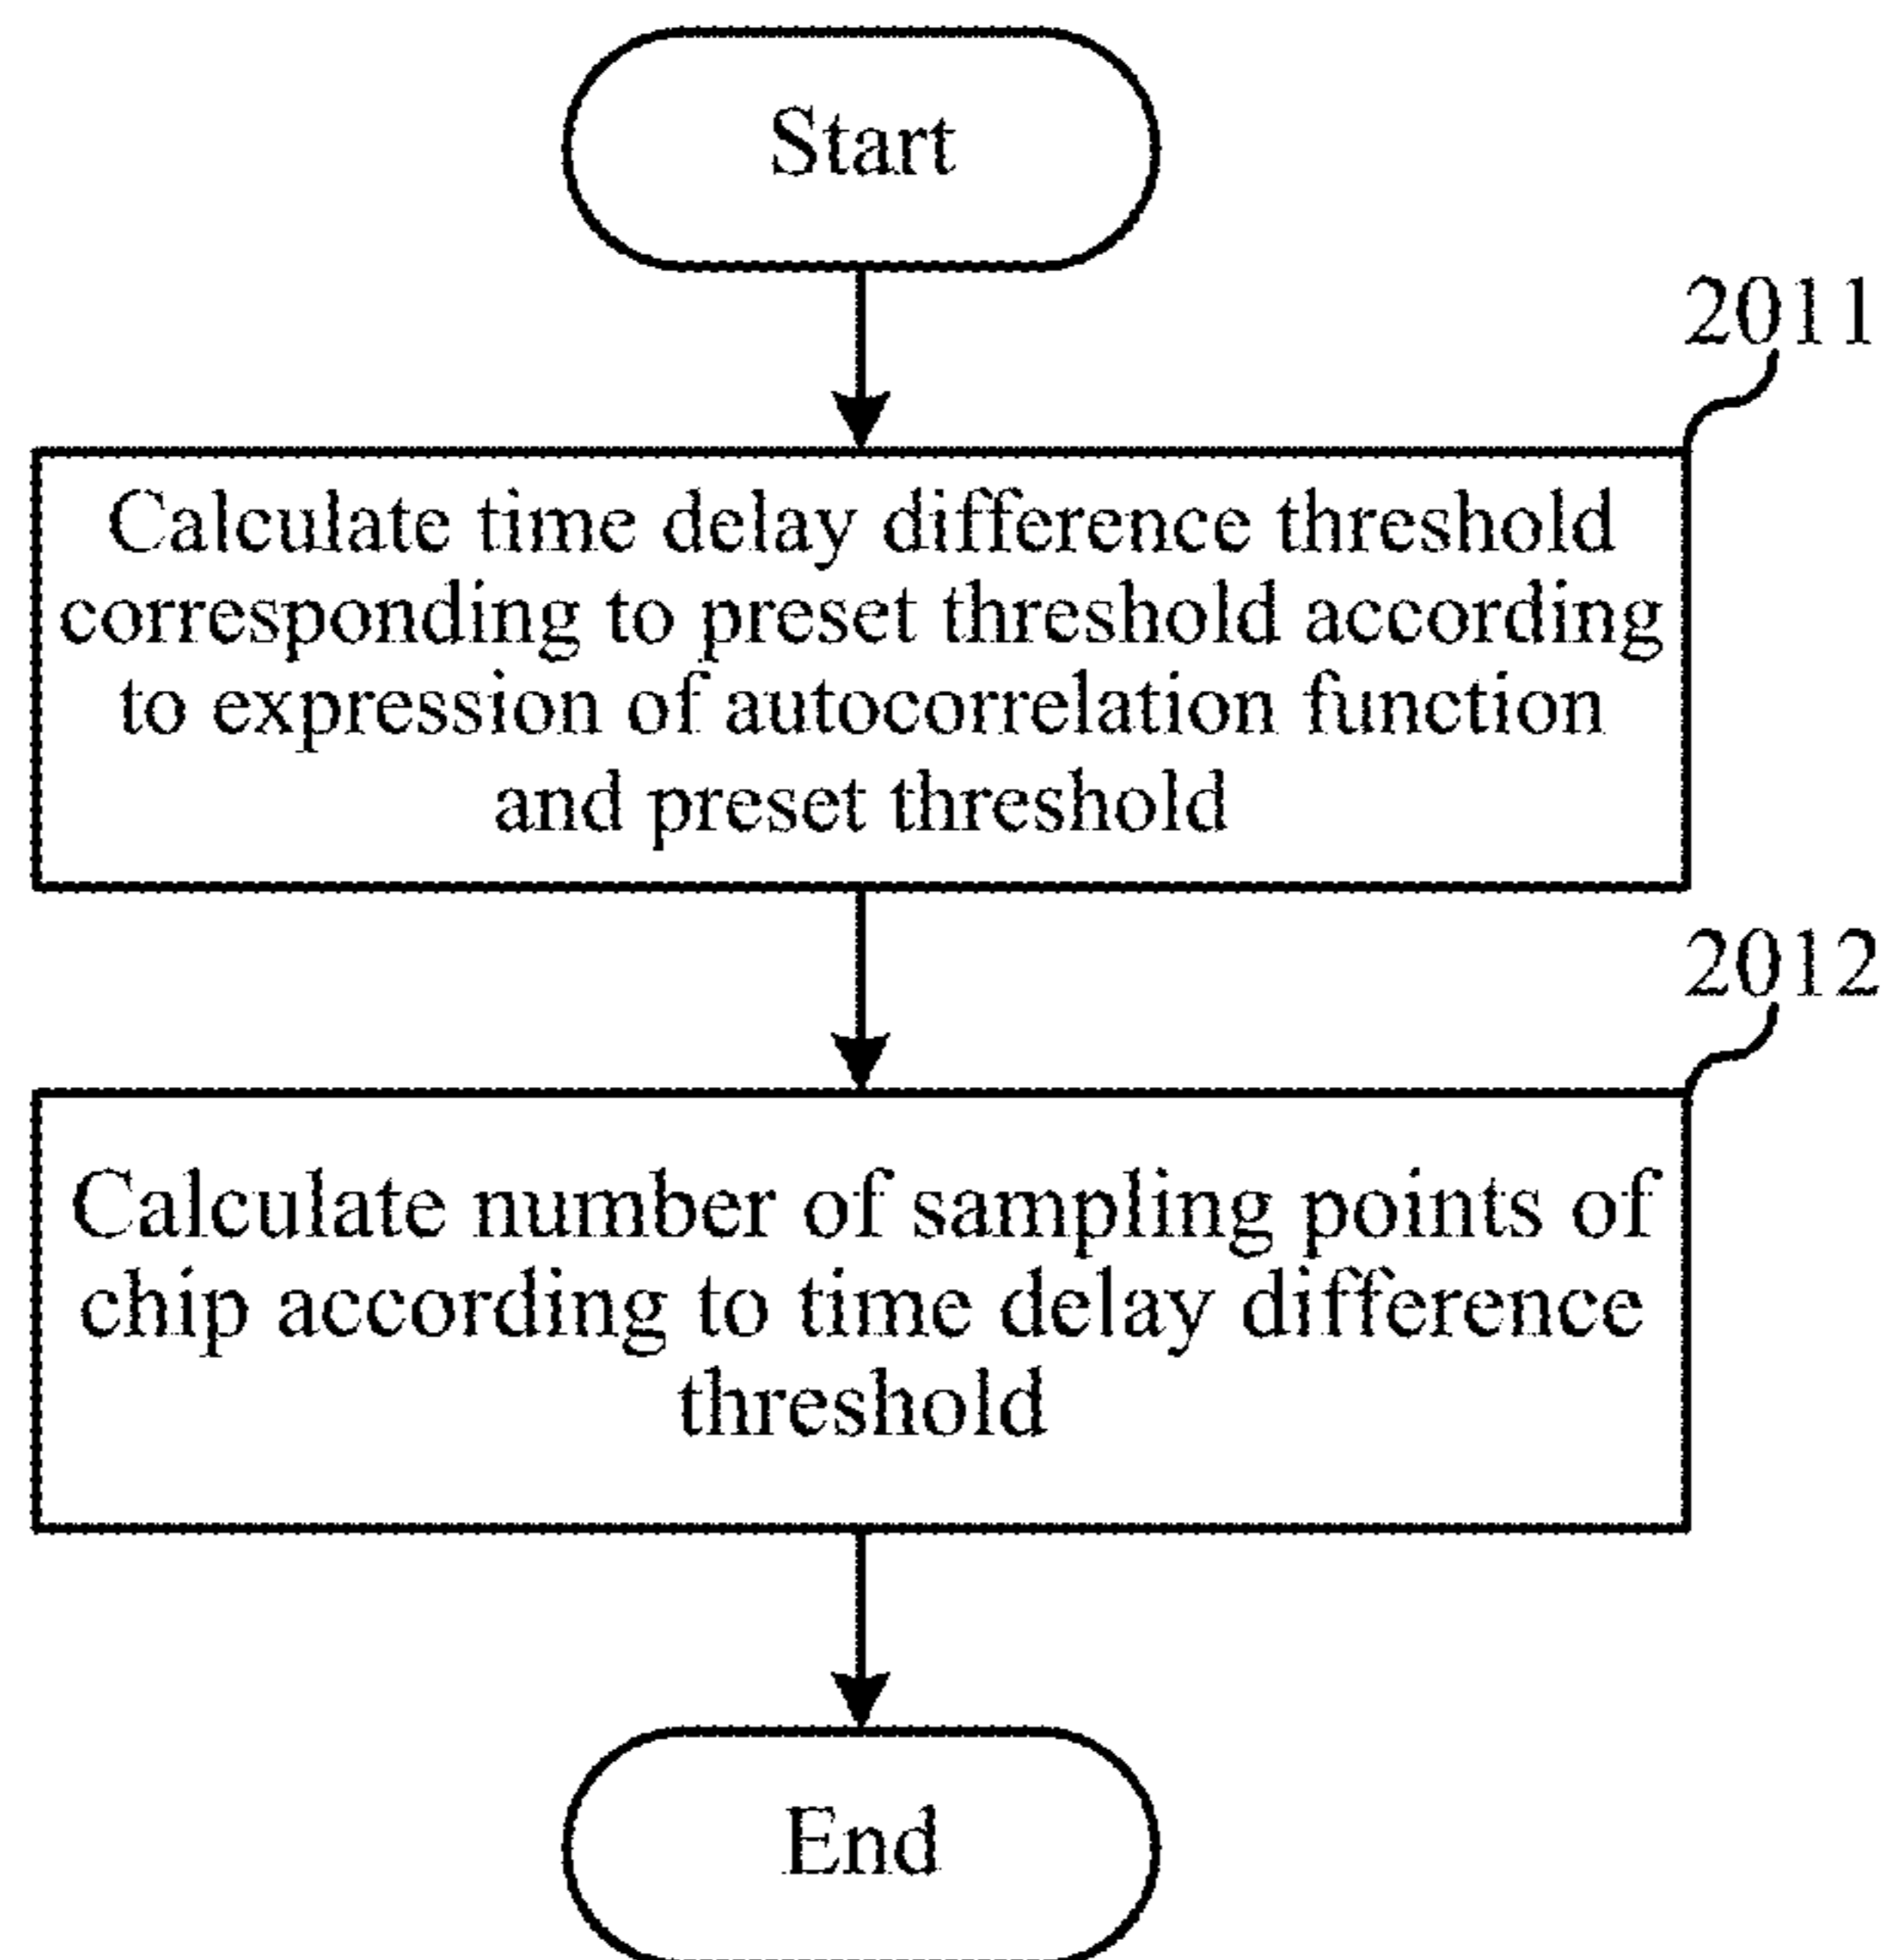 Start
2011
Calculate time delay difference threshold
corresponding to preset threshold according
to expression of autocorrelation function
and preset threshold
2012
Calculate number of sampling points of
chip according to time delay difference
threshold
End